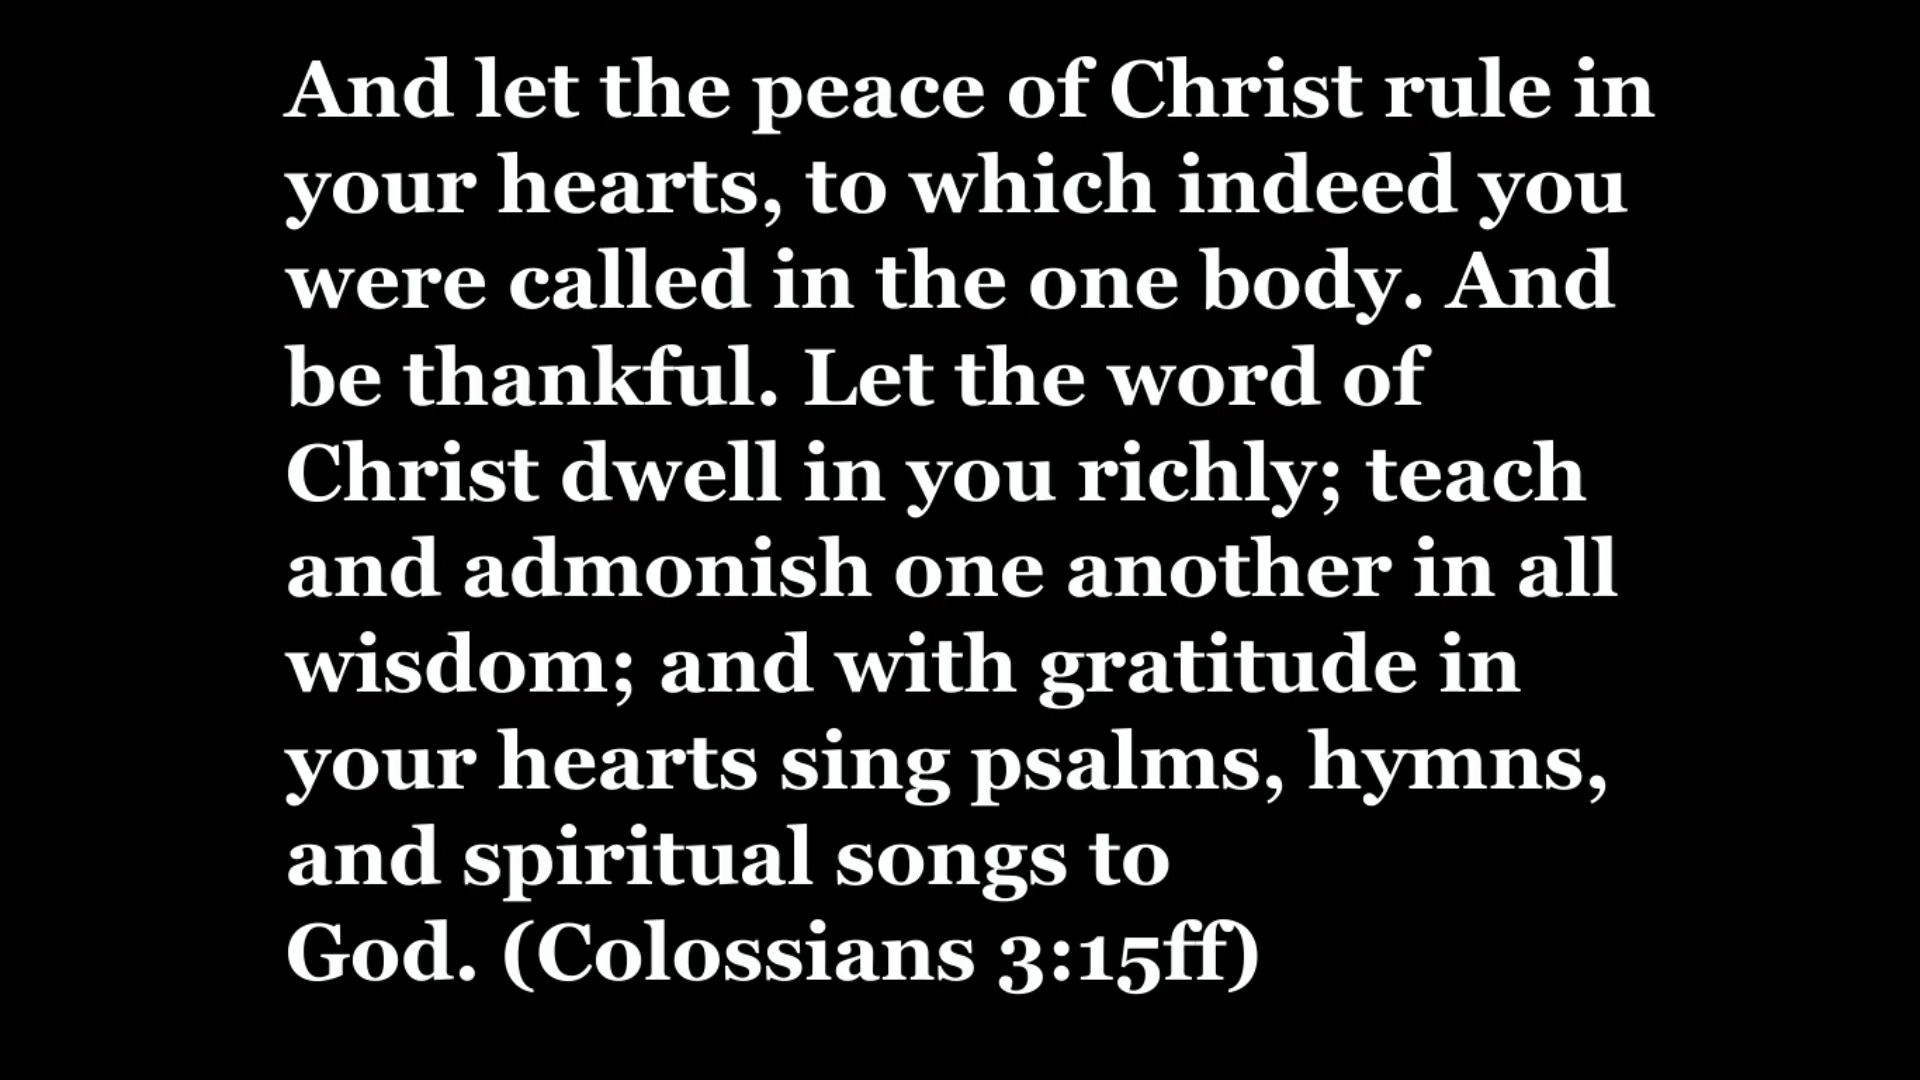 And let the peace of Christ rule in
your hearts, to which indeed you
were called in the one body. And
be thankful. Let the word of
Christ dwell in you richly; teach
and admonish one another in all
wisdom; and with gratitude in
your hearts sing psalms, hymns,
and spiritual songs to
God. (Colossians 3:15ff)